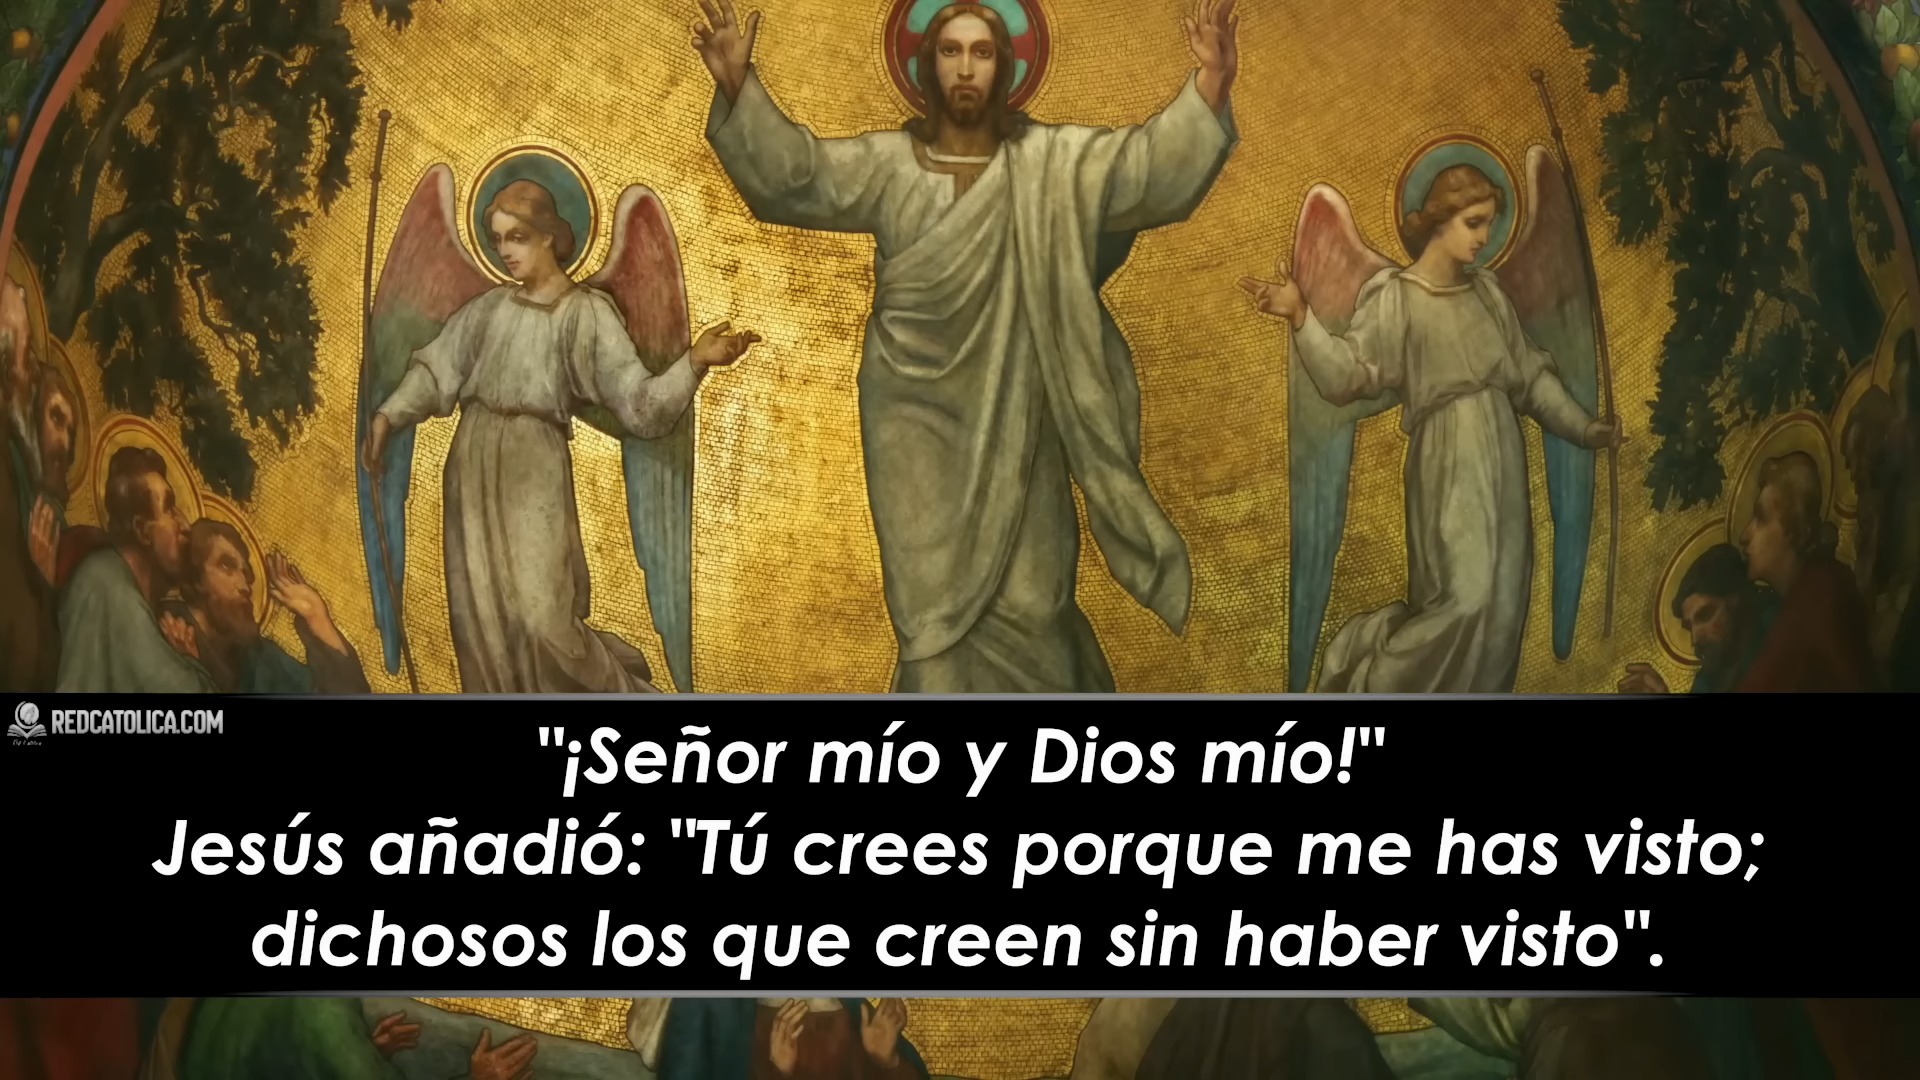 REDCATOLICA.COM
"¡Señor mío y Dios mío!"
Jesús añadió: "Tú crees porque me has visto;
dichosos los que creen sin haber visto".